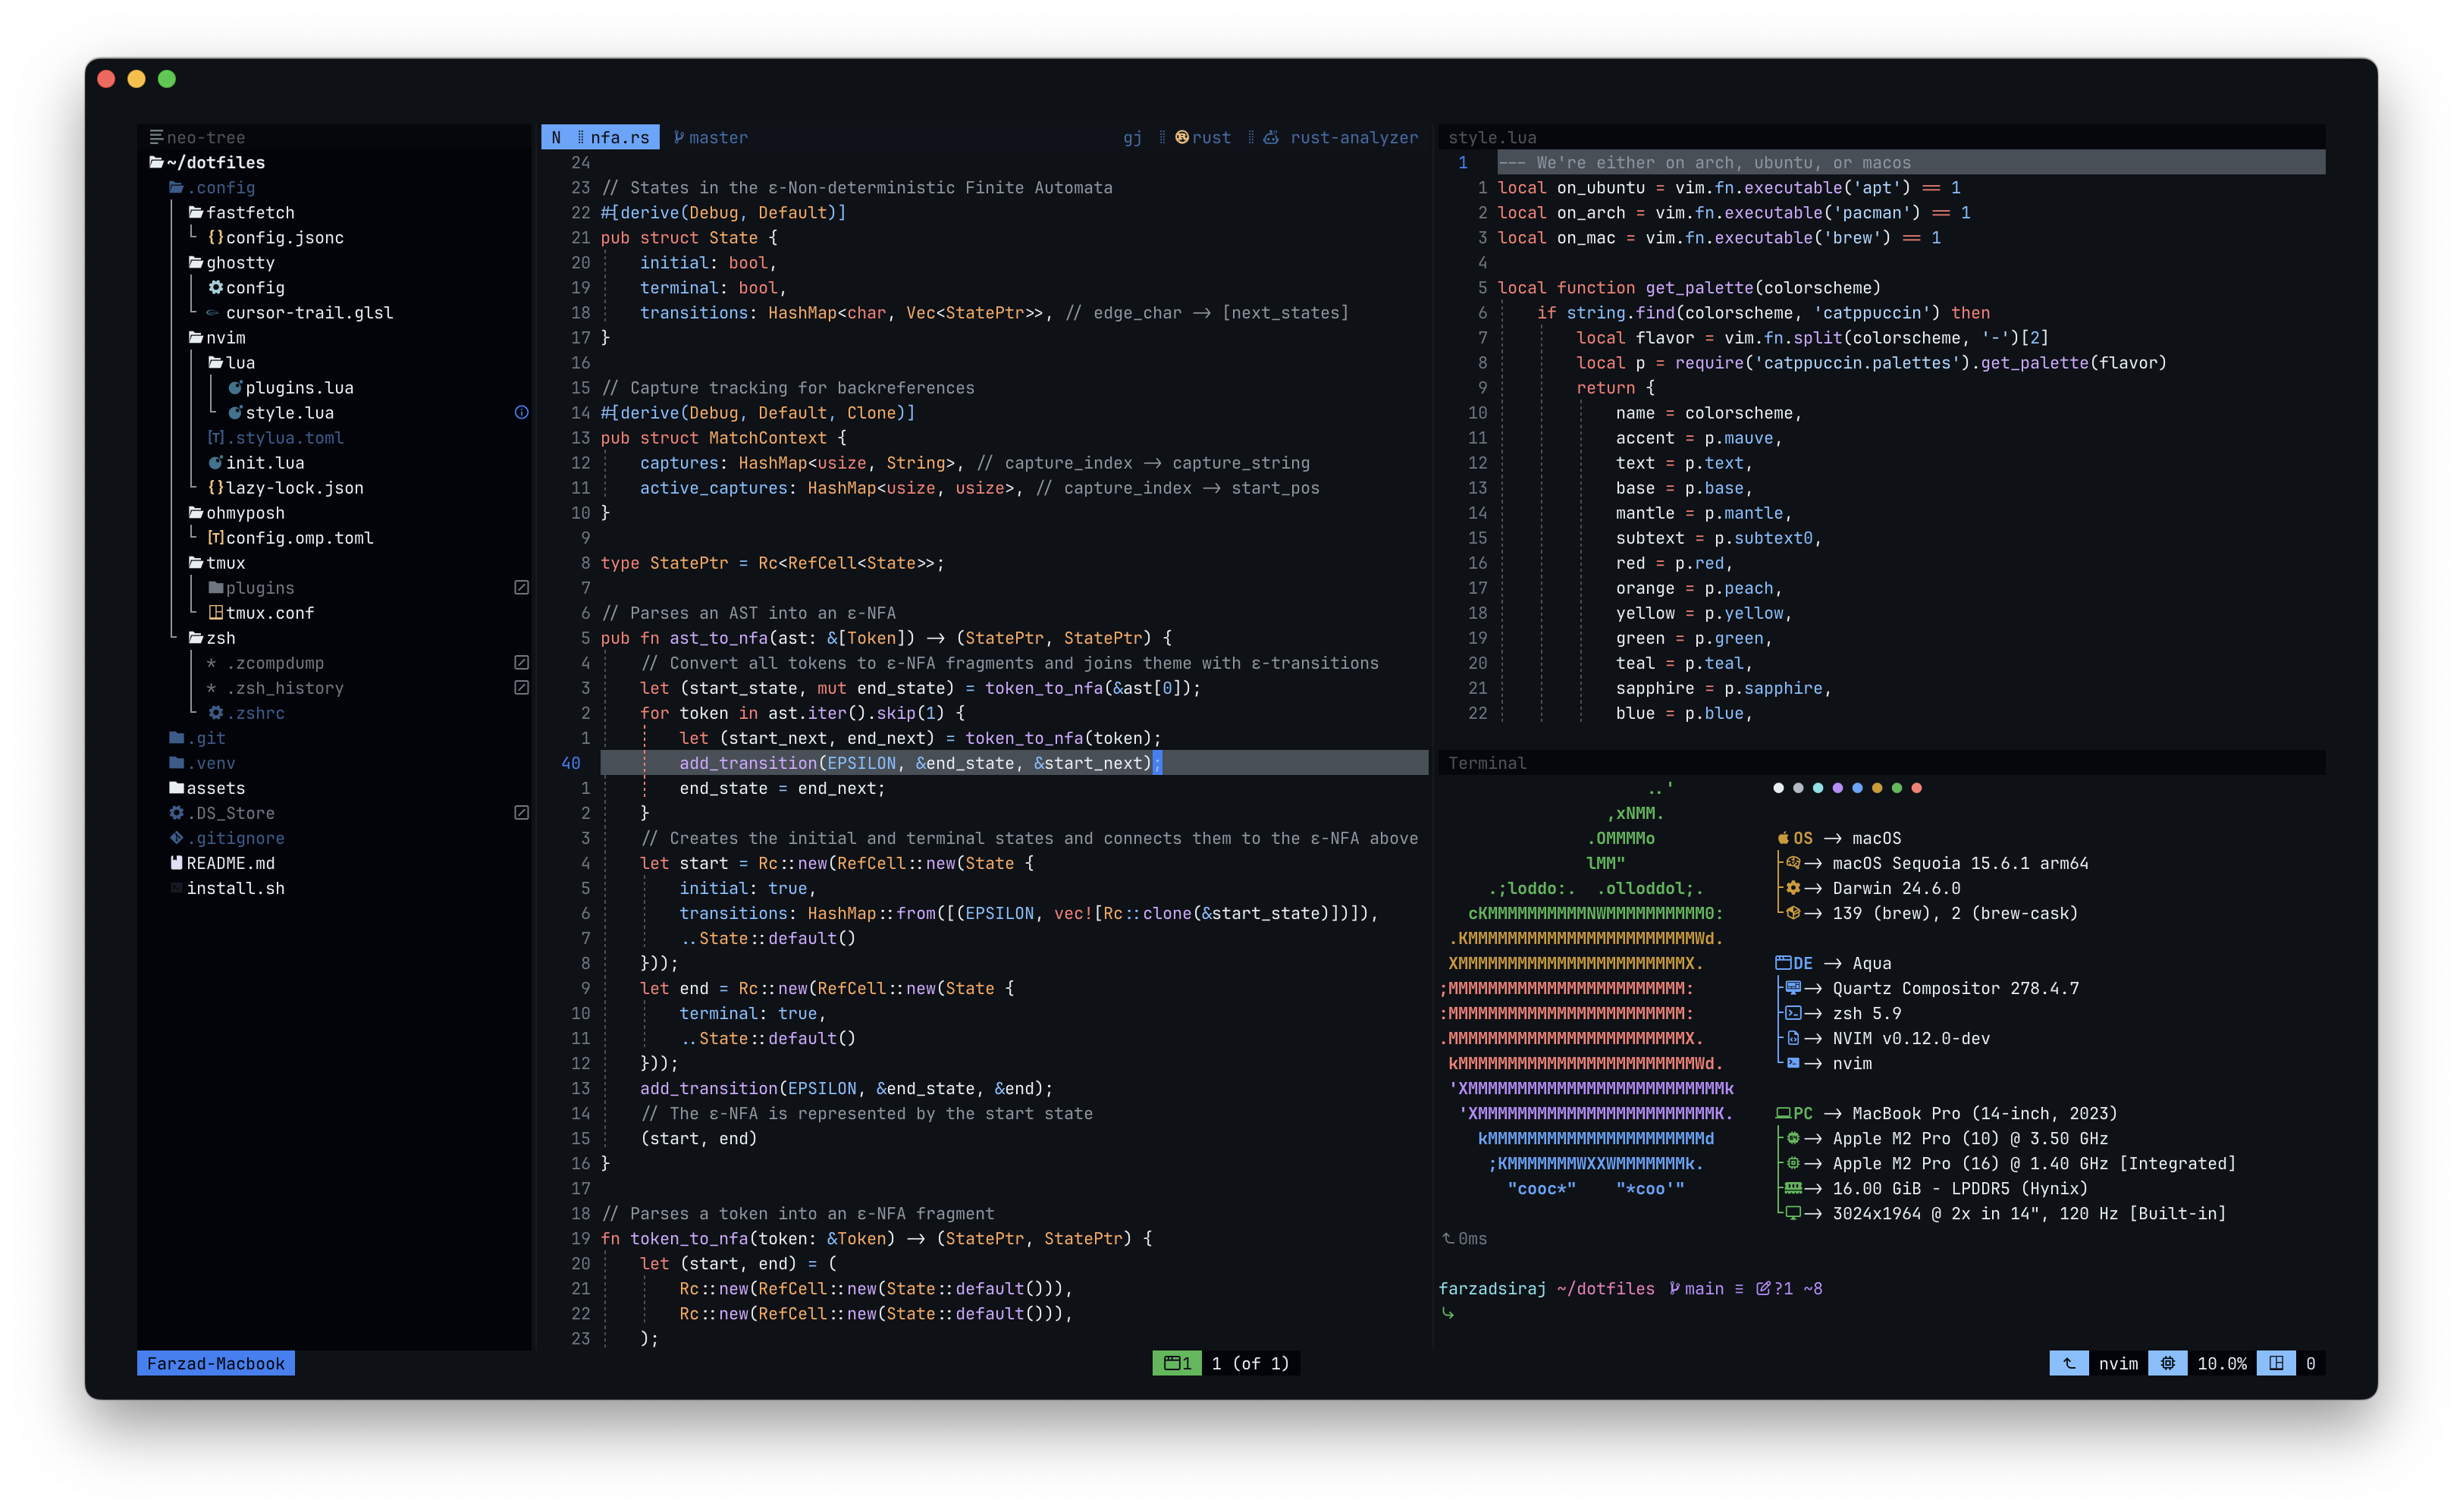 neo-tree
~/dotfiles
.config
fastfetch
{}config.jsonc
ghostty
config
cursor-trail.glsl
nvim
lua
plugins.lua
style.lua
[T].stylua.toml
init.lua
{}lazy-lock.json
ohmyposh
[T]config.omp.toml
tmux
plugins
tmux.conf
zsh
* .zcompdump
* .zsh_history
.zshrc
.git
.venv
assets
.DS_Store
.gitignore
README.md
install.sh
N nfa.rs master gj rust rust-analyzer
24
23 // States in the ε-Non-deterministic Finite Automata
22 #[derive(Debug, Default)]
21 pub struct State {
20 initial: bool,
19 terminal: bool,
18 transitions: HashMap<char, Vec<StatePtr>>, // edge_char -> [next_states]
17 }
16
15 // Capture tracking for backreferences
14 #[derive(Debug, Default, Clone)]
13 pub struct MatchContext {
12 captures: HashMap<usize, String>, // capture_index -> capture_string
11 active_captures: HashMap<usize, usize>, // capture_index -> start_pos
10 }
9
8 type StatePtr = Rc<RefCell<State>>;
7
6 // Parses an AST into an ε-NFA
5 pub fn ast_to_nfa(ast: &[Token]) -> (StatePtr, StatePtr) {
4 // Convert all tokens to ε-NFA fragments and joins theme with ε-transitions
3 let (start_state, mut end_state) = token_to_nfa(&ast[0]);
2 for token in ast.iter().skip(1) {
1 let (start_next, end_next) = token_to_nfa(token);
40 add_transition(EPSILON, &end_state, &start_next);
1 end_state = end_next;
2 }
3 // Creates the initial and terminal states and connects them to the ε-NFA above
4 let start = Rc::new(RefCell::new(State {
5 initial: true,
6 transitions: HashMap::from([(EPSILON, vec![Rc::clone(&start_state)])]),
7 ..State::default()
8 }));
9 let end = Rc::new(RefCell::new(State {
10 terminal: true,
11 ..State::default()
12 }));
13 add_transition(EPSILON, &end_state, &end);
14 // The ε-NFA is represented by the start state
15 (start, end)
16 }
17
18 // Parses a token into an ε-NFA fragment
19 fn token_to_nfa(token: &Token) -> (StatePtr, StatePtr) {
20 let (start, end) = (
21 Rc::new(RefCell::new(State::default())),
22 Rc::new(RefCell::new(State::default())),
23 );
style.lua
1 --- We're either on arch, ubuntu, or macos
1 local on_ubuntu = vim.fn.executable('apt') == 1
2 local on_arch = vim.fn.executable('pacman') == 1
3 local on_mac = vim.fn.executable('brew') == 1
4
5 local function get_palette(colorscheme)
6 if string.find(colorscheme, 'catppuccin') then
7 local flavor = vim.fn.split(colorscheme, '-')[2]
8 local p = require('catppuccin.palettes').get_palette(flavor)
9 return {
10 name = colorscheme,
11 accent = p.mauve,
12 text = p.text,
13 base = p.base,
14 mantle = p.mantle,
15 subtext = p.subtext0,
16 red = p.red,
17 orange = p.peach,
18 yellow = p.yellow,
19 green = p.green,
20 teal = p.teal,
21 sapphire = p.sapphire,
22 blue = p.blue,
Terminal
..'
,xNMM.
.OMMMMo
lMM"
.;loddo:. .olloddol;.
cKMMMMMMMMMMNWMMMMMMMMMM0:
.KMMMMMMMMMMMMMMMMMMMMMMMWd.
XMMMMMMMMMMMMMMMMMMMMMMMX.
;MMMMMMMMMMMMMMMMMMMMMMMM:
:MMMMMMMMMMMMMMMMMMMMMMMM:
.MMMMMMMMMMMMMMMMMMMMMMMMX.
kMMMMMMMMMMMMMMMMMMMMMMMMWd.
'XMMMMMMMMMMMMMMMMMMMMMMMMMMk
'XMMMMMMMMMMMMMMMMMMMMMMMMK.
kMMMMMMMMMMMMMMMMMMMMMMd
;KMMMMMMMWXXWMMMMMMMk.
"cooc*" "*coo'"
OS -> macOS
-> macOS Sequoia 15.6.1 arm64
-> Darwin 24.6.0
-> 139 (brew), 2 (brew-cask)
DE -> Aqua
-> Quartz Compositor 278.4.7
-> zsh 5.9
-> NVIM v0.12.0-dev
-> nvim
PC -> MacBook Pro (14-inch, 2023)
-> Apple M2 Pro (10) @ 3.50 GHz
-> Apple M2 Pro (16) @ 1.40 GHz [Integrated]
-> 16.00 GiB - LPDDR5 (Hynix)
-> 3024x1964 @ 2x in 14", 120 Hz [Built-in]
0ms
farzadsiraj ~/dotfiles main ≡ ?1 ~8
Farzad-Macbook
1 1 (of 1)
nvim 10.0% 0